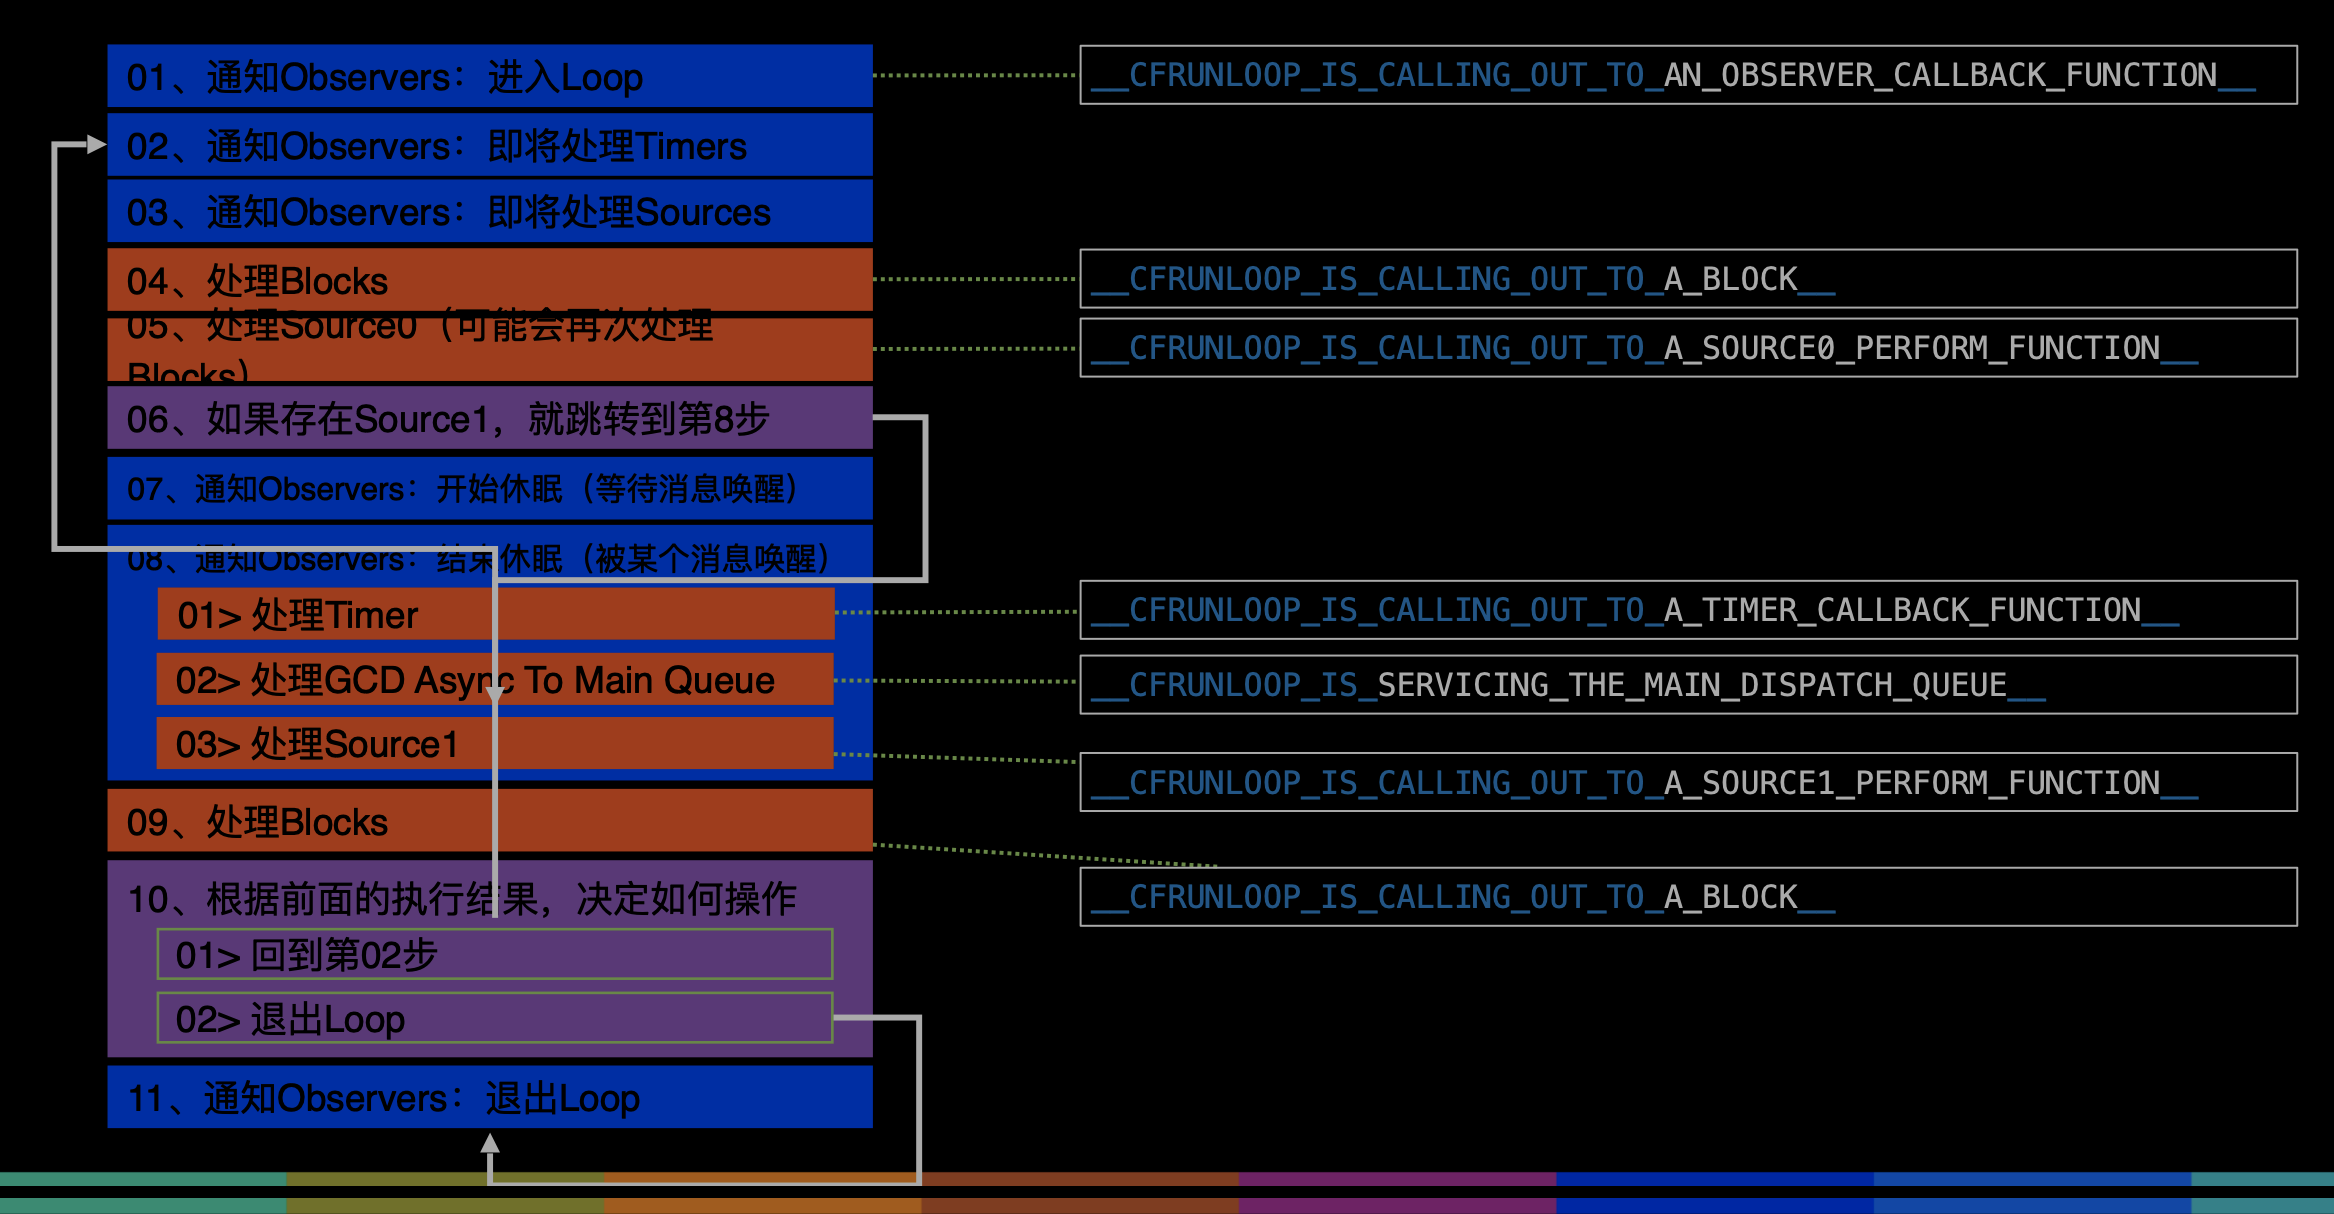 01、通知Observers：进入Loop
__CFRUNLOOP_IS_CALLING_OUT_TO_AN_OBSERVER_CALLBACK_FUNCTION__
02、通知Observers：即将处理Timers
03、通知Observers：即将处理Sources
04、处理Blocks
__CFRUNLOOP_IS_CALLING_OUT_TO_A_BLOCK__
05、处理Source0（可能会再次处理
Blocks）
__CFRUNLOOP_IS_CALLING_OUT_TO_A_SOURCE0_PERFORM_FUNCTION__
06、如果存在Source1，就跳转到第8步
07、通知Observers：开始休眠（等待消息唤醒）
08、通知Observers：结束休眠（被某个消息唤醒）
01> 处理Timer
__CFRUNLOOP_IS_CALLING_OUT_TO_A_TIMER_CALLBACK_FUNCTION__
02> 处理GCD Async To Main Queue
__CFRUNLOOP_IS_SERVICING_THE_MAIN_DISPATCH_QUEUE__
03> 处理Source1
__CFRUNLOOP_IS_CALLING_OUT_TO_A_SOURCE1_PERFORM_FUNCTION__
09、处理Blocks
__CFRUNLOOP_IS_CALLING_OUT_TO_A_BLOCK__
10、根据前面的执行结果，决定如何操作
01> 回到第02步
02> 退出Loop
11、通知Observers：退出Loop